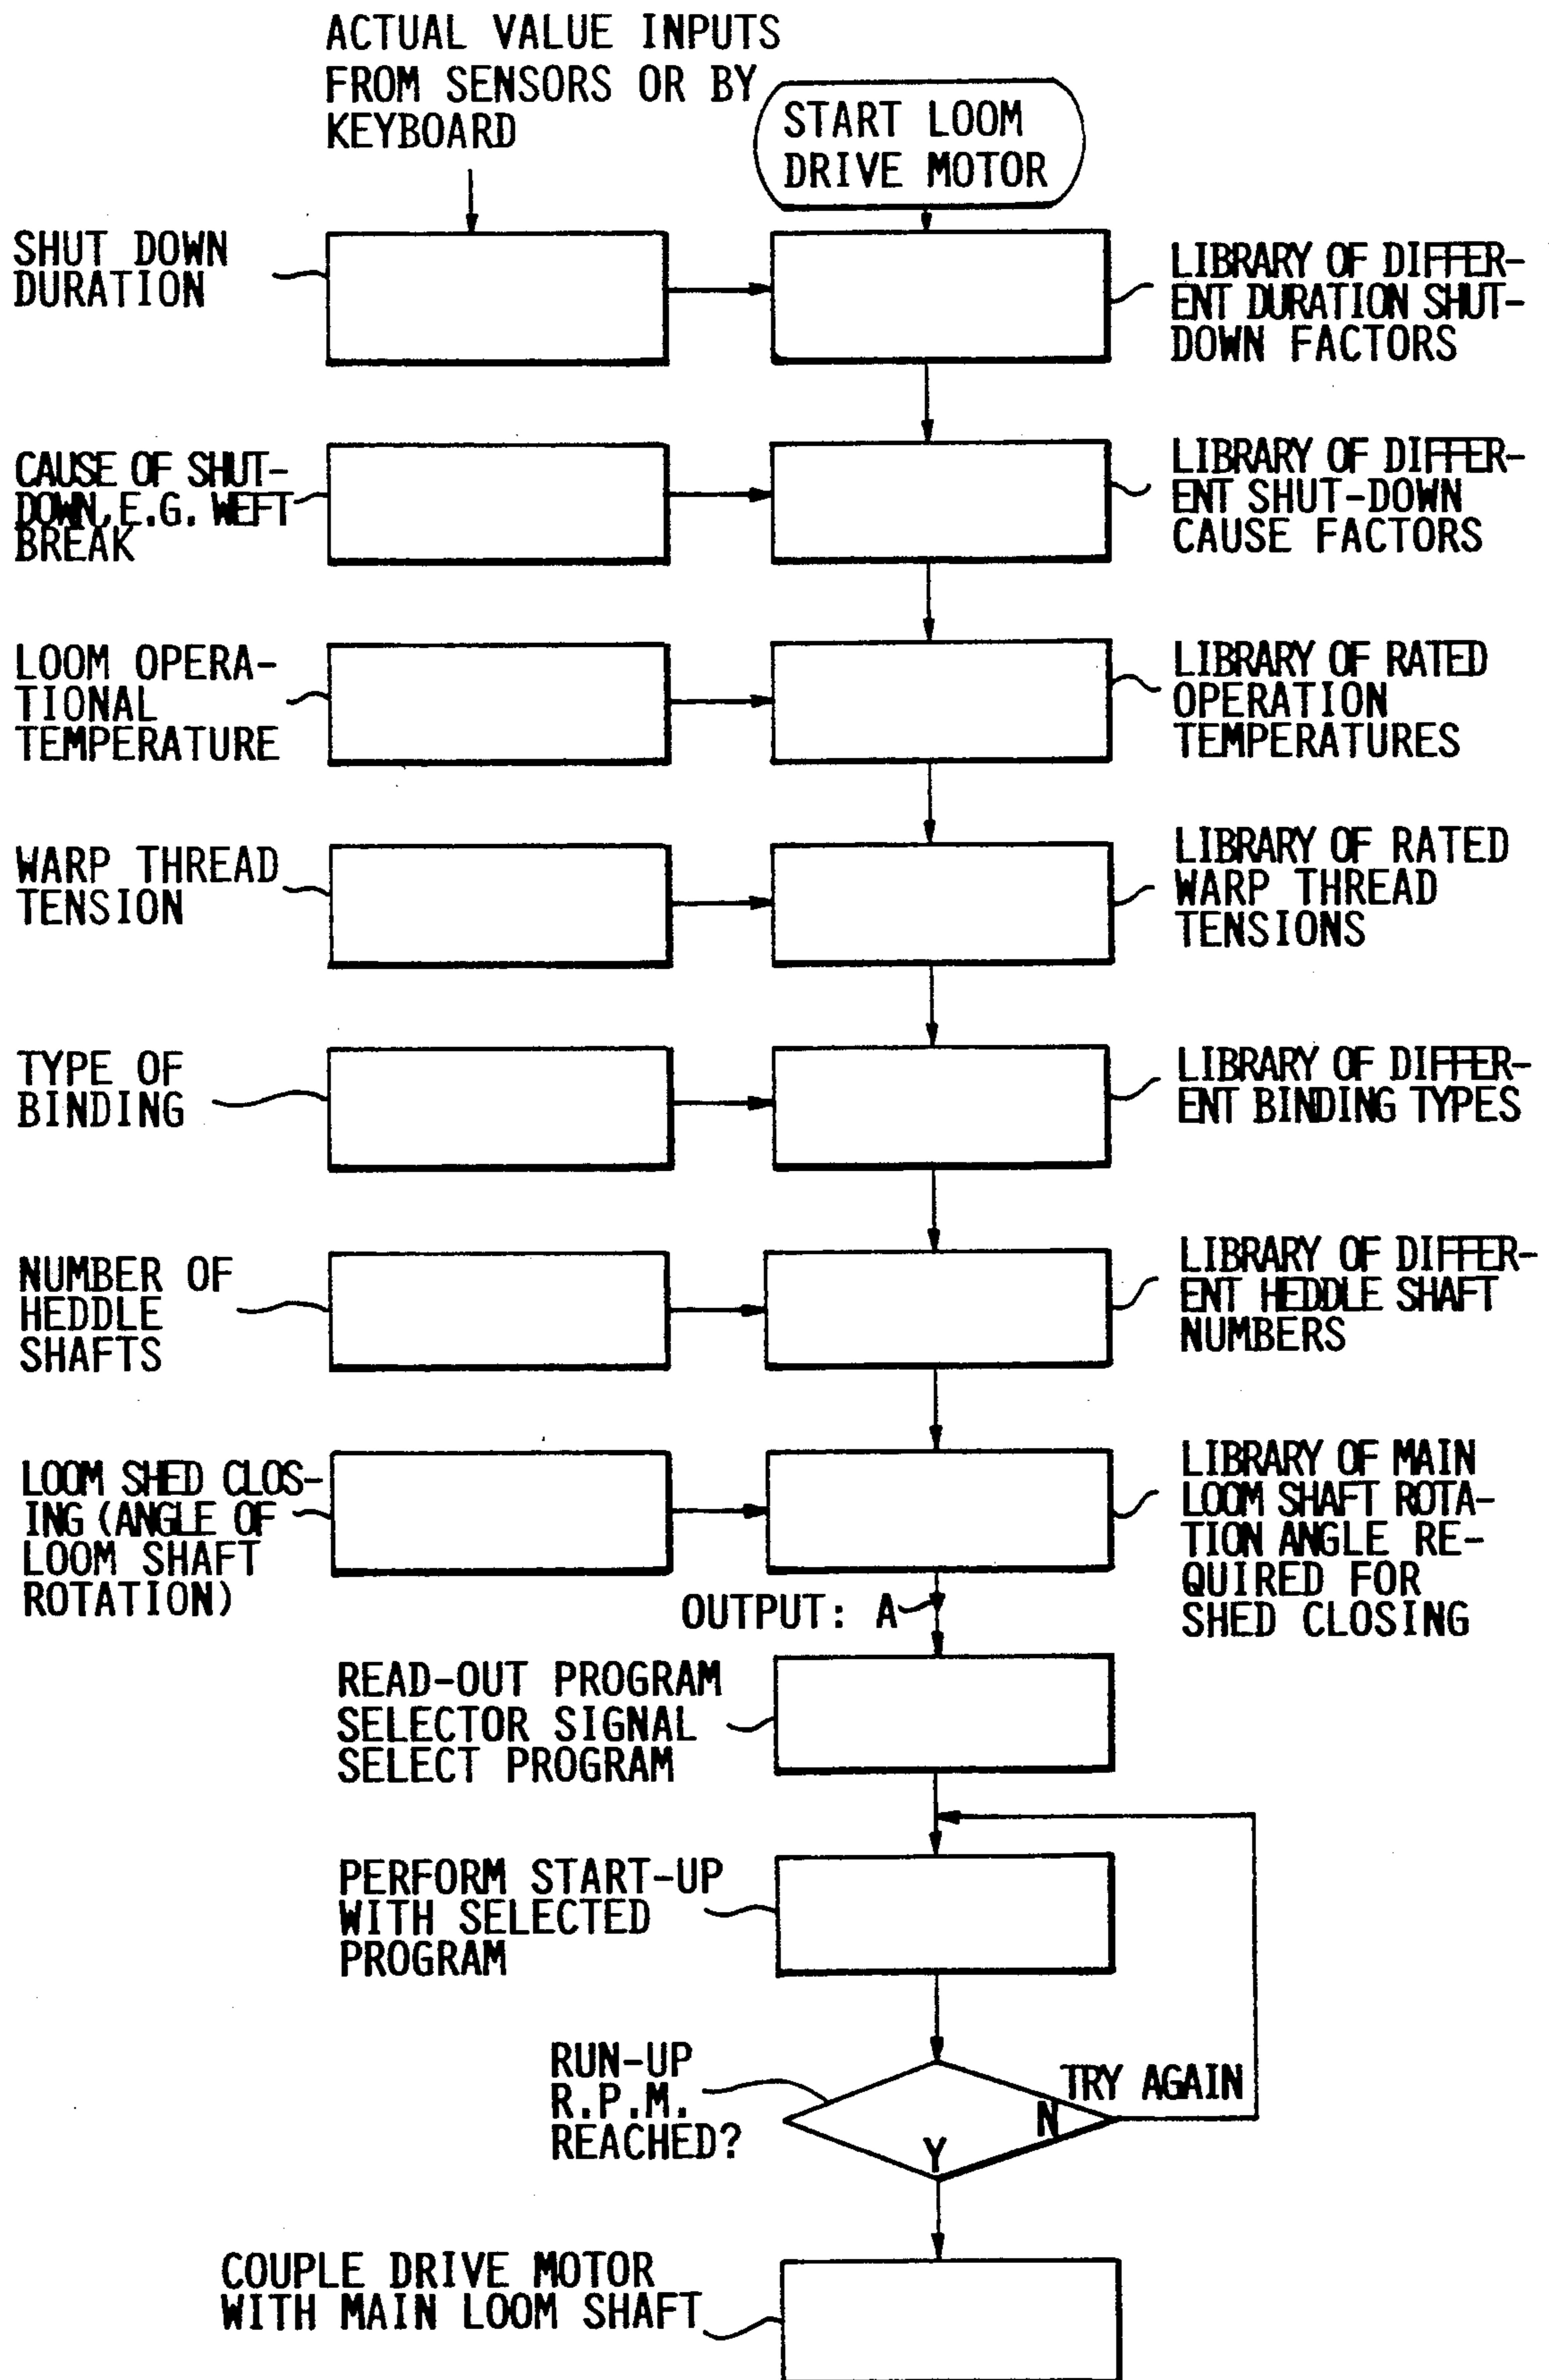 ACTUAL VALUE INPUTS
FROM SENSORS OR BY
KEYBOARD
START LOOM
DRIVE MOTOR
SHUT DOWN
DURATION
LIBRARY OF DIFFER-
ENT DURATION SHUT-
DOWN FACTORS
CAUSE OF SHUT-
DOWN, E.G. WEFT
BREAK
LIBRARY OF DIFFER-
ENT SHUT-DOWN
CAUSE FACTORS
LOOM OPERA-
TIONAL
TEMPERATURE
LIBRARY OF RATED
OPERATION
TEMPERATURES
WARP THREAD
TENSION
LIBRARY OF RATED
WARP THREAD
TENSIONS
TYPE OF
BINDING
LIBRARY OF DIFFER-
ENT BINDING TYPES
NUMBER OF
HEDDLE
SHAFTS
LIBRARY OF DIFFER-
ENT HEDDLE SHAFT
NUMBERS
LOOM SHED CLOS-
ING (ANGLE OF
LOOM SHAFT
ROTATION)
LIBRARY OF MAIN
LOOM SHAFT ROTA-
TION ANGLE RE-
QUIRED FOR
SHED CLOSING
OUTPUT: A
READ-OUT PROGRAM
SELECTOR SIGNAL
SELECT PROGRAM
PERFORM START-UP
WITH SELECTED
PROGRAM
RUN-UP
R.P.M.
REACHED?
TRY AGAIN
N
Y
COUPLE DRIVE MOTOR
WITH MAIN LOOM SHAFT